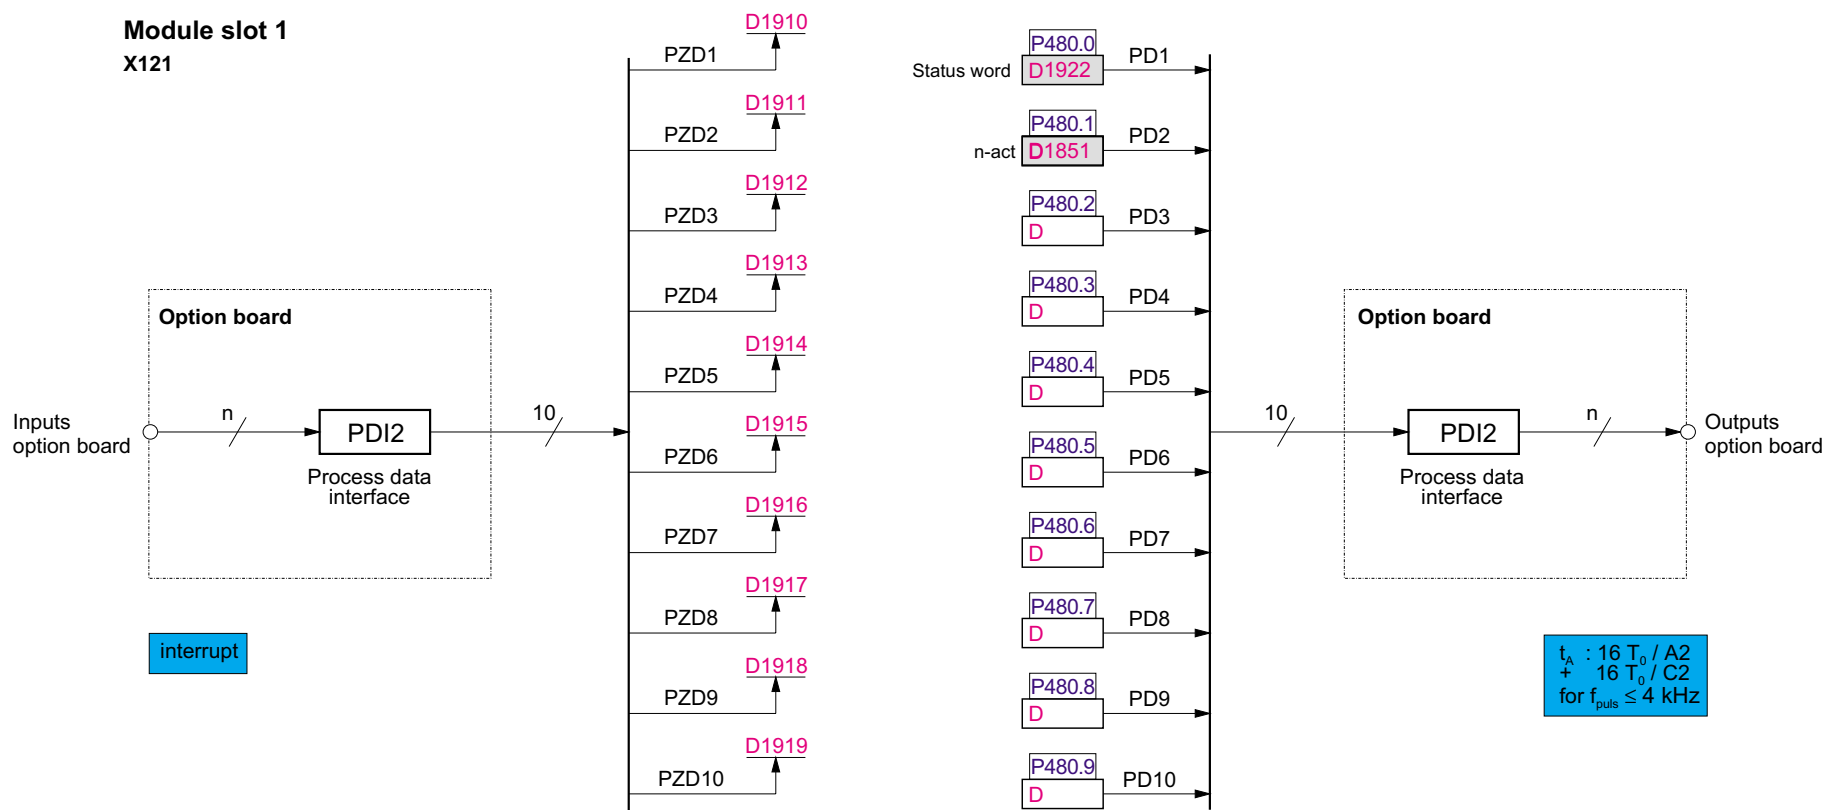 Module slot 1
X121
Inputs
option board
Option board
n
PDI2
Process data
interface
10
interrupt
PZD1
D1910
PZD2
D1911
PZD3
D1912
PZD4
D1913
PZD5
D1914
PZD6
D1915
PZD7
D1916
PZD8
D1917
PZD9
D1918
PZD10
D1919
P480.0
Status word D1922 PD1
P480.1
n-act D1851 PD2
P480.2
D PD3
P480.3
D PD4
P480.4
D PD5
P480.5
D PD6
P480.6
D PD7
P480.7
D PD8
P480.8
D PD9
P480.9
D PD10
10
Option board
PDI2
Process data
interface
n
Outputs
option board
tA : 16 T0 / A2
+ 16 T0 / C2
for fpuls ≤ 4 kHz